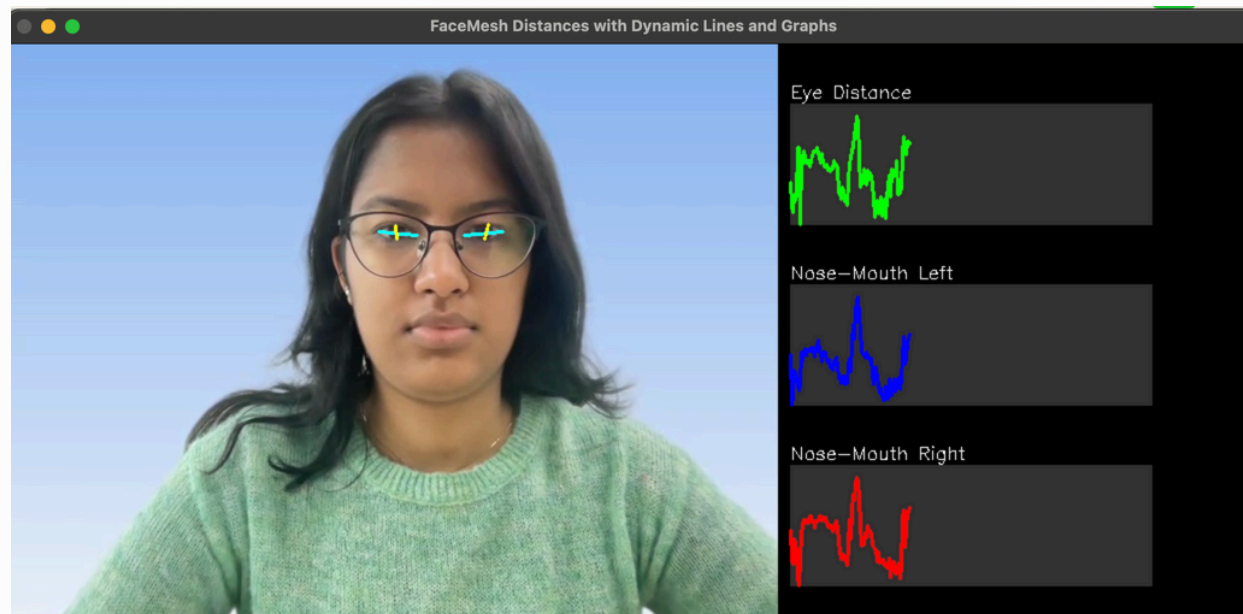 FaceMesh Distances with Dynamic Lines and Graphs
Eye Distance
Nose-Mouth Left
Nose-Mouth Right